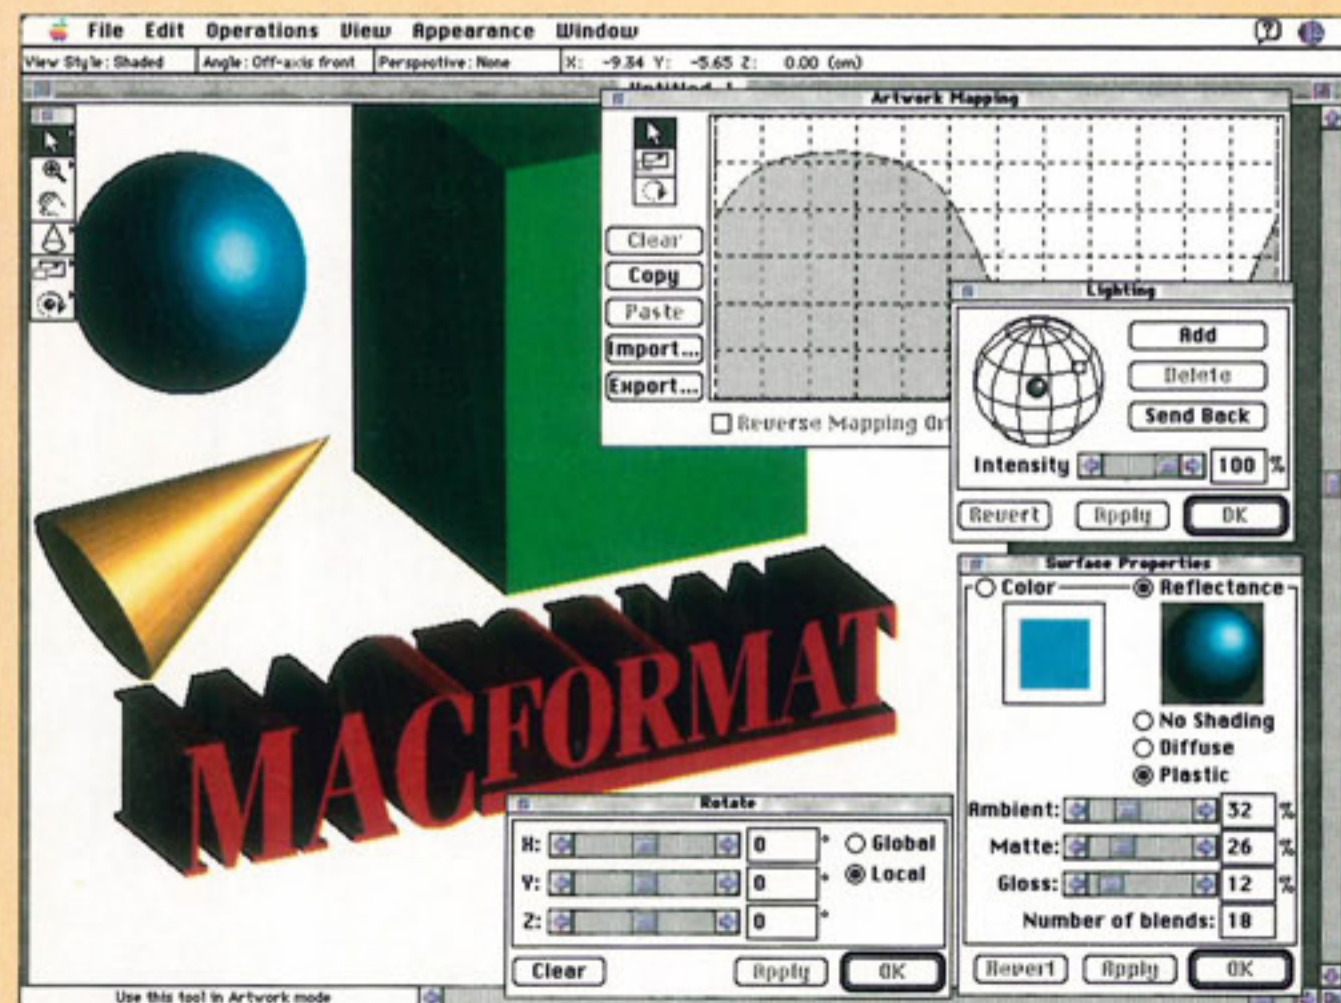 File Edit Operations View Appearance Window
View Style: Shaded Angle: Off-axis front Perspective: None X: -9.34 Y: -5.65 Z: 0.00 (cm)
Artwork Mapping
Clear
Copy
Paste
Import...
Export...
Reverse Mapping
Lighting
Add
Delete
Send Back
Intensity 100 %
Revert Apply OK
Surface Properties
Color Reflectance
No Shading
Diffuse
Plastic
Ambient: 32 %
Matte: 26 %
Gloss: 12 %
Number of blends: 18
Revert Apply OK
MACFORMAT
Rotate
X: 0 ° Global
Y: 0 ° Local
Z: 0 °
Clear Apply OK
Use this tool in Artwork mode